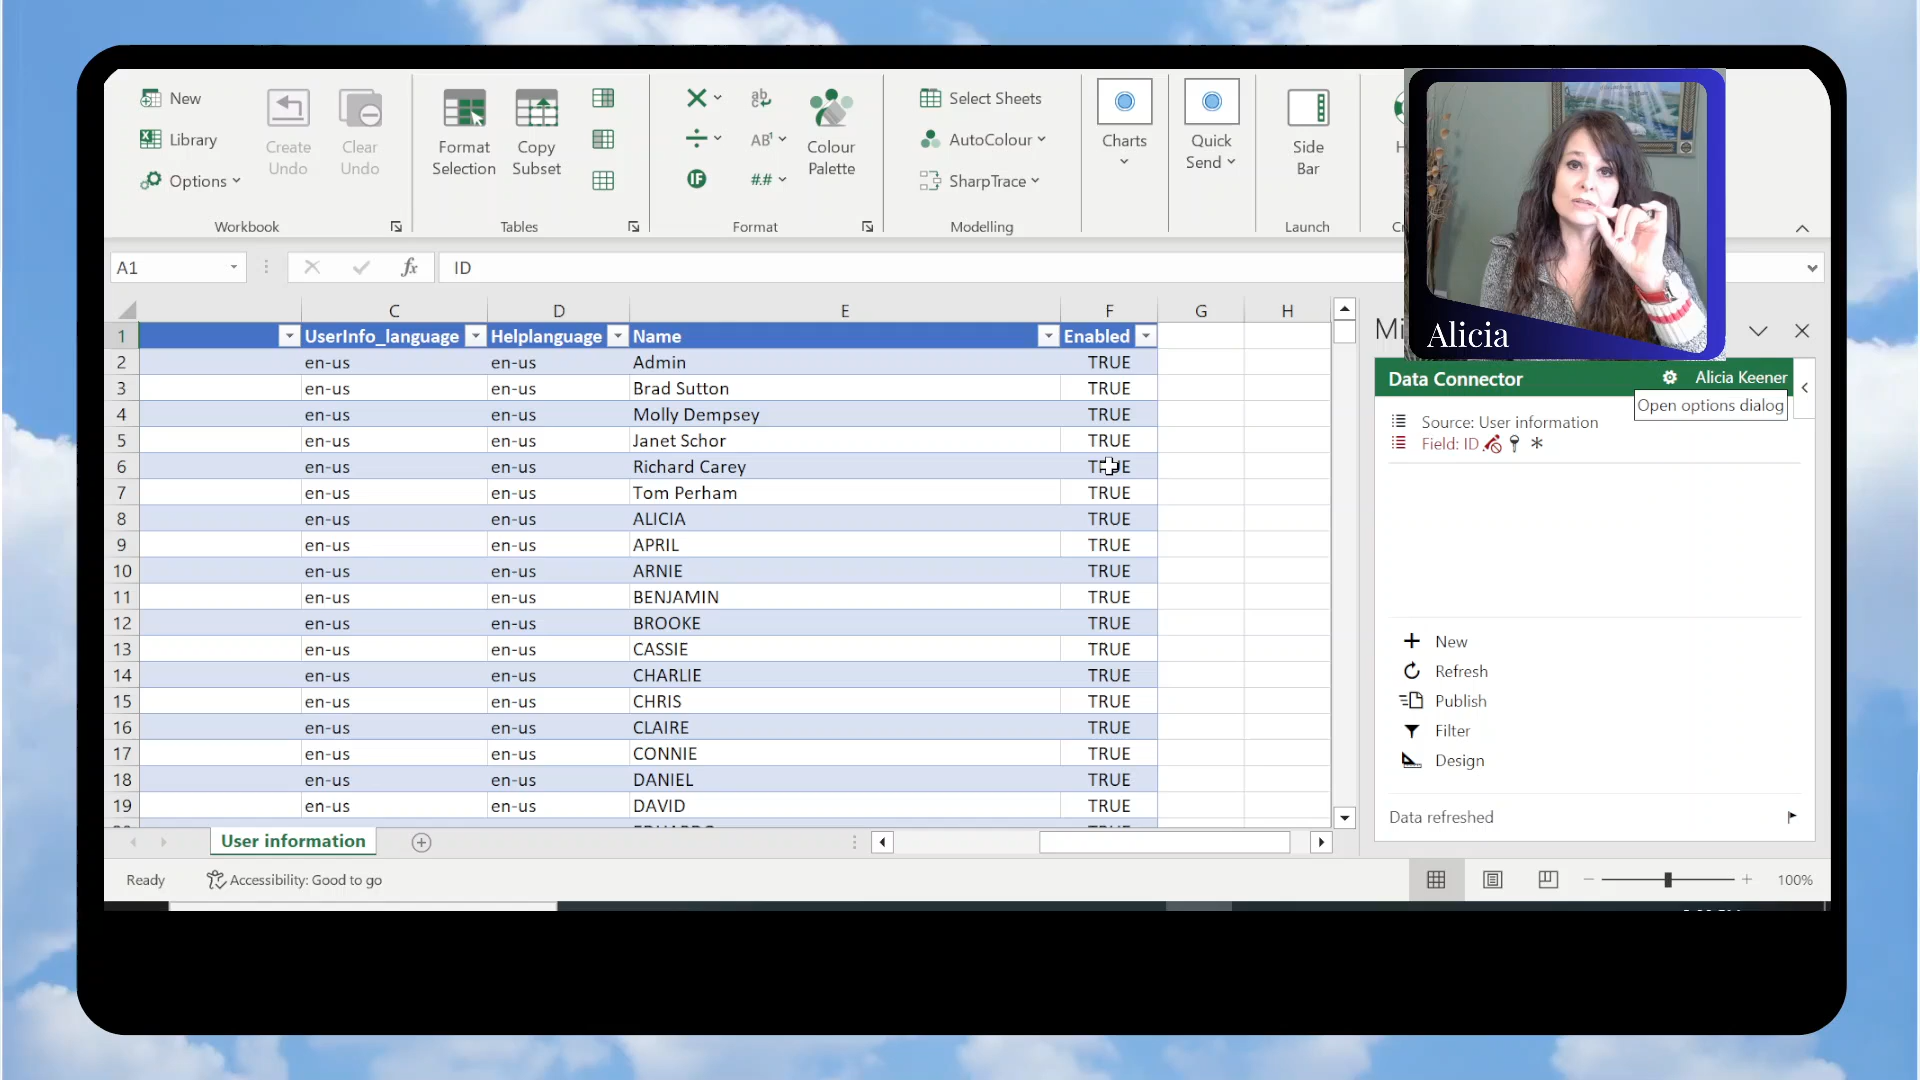 New
Library
Options
Create
Undo
Clear
Undo
Workbook
Format
Selection
Copy
Subset
Tables
ab
AB¹
IF
##
Colour
Palette
Format
Select Sheets
AutoColour
SharpTrace
Modelling
Charts
Quick
Send
Side
Bar
Launch
Alicia
A1
fx
ID
C D E F G H
1 UserInfo_language Helplanguage Name Enabled
2 en-us en-us Admin TRUE
3 en-us en-us Brad Sutton TRUE
4 en-us en-us Molly Dempsey TRUE
5 en-us en-us Janet Schor TRUE
6 en-us en-us Richard Carey TRUE
7 en-us en-us Tom Perham TRUE
8 en-us en-us ALICIA TRUE
9 en-us en-us APRIL TRUE
10 en-us en-us ARNIE TRUE
11 en-us en-us BENJAMIN TRUE
12 en-us en-us BROOKE TRUE
13 en-us en-us CASSIE TRUE
14 en-us en-us CHARLIE TRUE
15 en-us en-us CHRIS TRUE
16 en-us en-us CLAIRE TRUE
17 en-us en-us CONNIE TRUE
18 en-us en-us DANIEL TRUE
19 en-us en-us DAVID TRUE
Data Connector
Alicia Keener
Open options dialog
Source: User information
Field: ID *
New
Refresh
Publish
Filter
Design
Data refreshed
User information
Ready
Accessibility: Good to go
100%